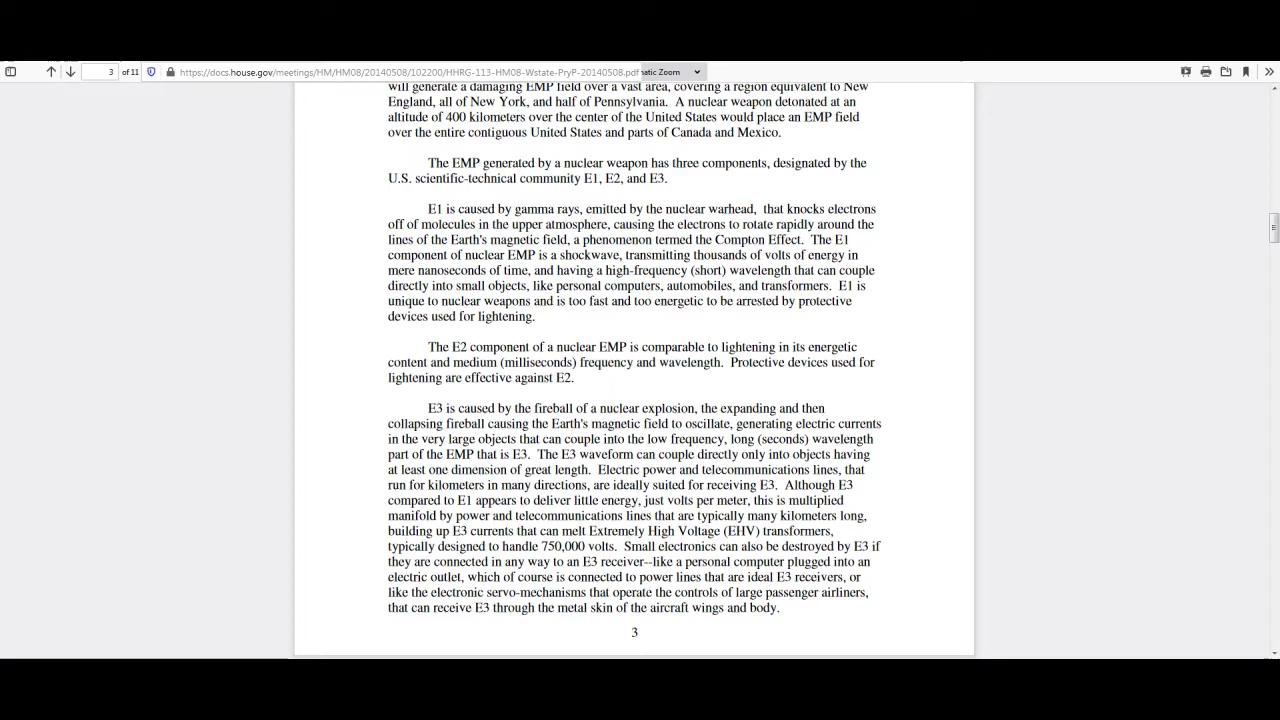 3 of 11 https://docs.house.gov/meetings/HM/HM08/20140508/102200/HHRG-113-HM08-Wstate-PryP-20140508.pdf atic Zoom
will generate a damaging EMP field over a vast area, covering a region equivalent to New
England, all of New York, and half of Pennsylvania.  A nuclear weapon detonated at an
altitude of 400 kilometers over the center of the United States would place an EMP field
over the entire contiguous United States and parts of Canada and Mexico.
The EMP generated by a nuclear weapon has three components, designated by the
U.S. scientific-technical community E1, E2, and E3.
E1 is caused by gamma rays, emitted by the nuclear warhead,  that knocks electrons
off of molecules in the upper atmosphere, causing the electrons to rotate rapidly around the
lines of the Earth's magnetic field, a phenomenon termed the Compton Effect.  The E1
component of nuclear EMP is a shockwave, transmitting thousands of volts of energy in
mere nanoseconds of time, and having a high-frequency (short) wavelength that can couple
directly into small objects, like personal computers, automobiles, and transformers.  E1 is
unique to nuclear weapons and is too fast and too energetic to be arrested by protective
devices used for lightening.
The E2 component of a nuclear EMP is comparable to lightening in its energetic
content and medium (milliseconds) frequency and wavelength.  Protective devices used for
lightening are effective against E2.
E3 is caused by the fireball of a nuclear explosion, the expanding and then
collapsing fireball causing the Earth's magnetic field to oscillate, generating electric currents
in the very large objects that can couple into the low frequency, long (seconds) wavelength
part of the EMP that is E3.  The E3 waveform can couple directly only into objects having
at least one dimension of great length.  Electric power and telecommunications lines, that
run for kilometers in many directions, are ideally suited for receiving E3.  Although E3
compared to E1 appears to deliver little energy, just volts per meter, this is multiplied
manifold by power and telecommunications lines that are typically many kilometers long,
building up E3 currents that can melt Extremely High Voltage (EHV) transformers,
typically designed to handle 750,000 volts.  Small electronics can also be destroyed by E3 if
they are connected in any way to an E3 receiver--like a personal computer plugged into an
electric outlet, which of course is connected to power lines that are ideal E3 receivers, or
like the electronic servo-mechanisms that operate the controls of large passenger airliners,
that can receive E3 through the metal skin of the aircraft wings and body.
3